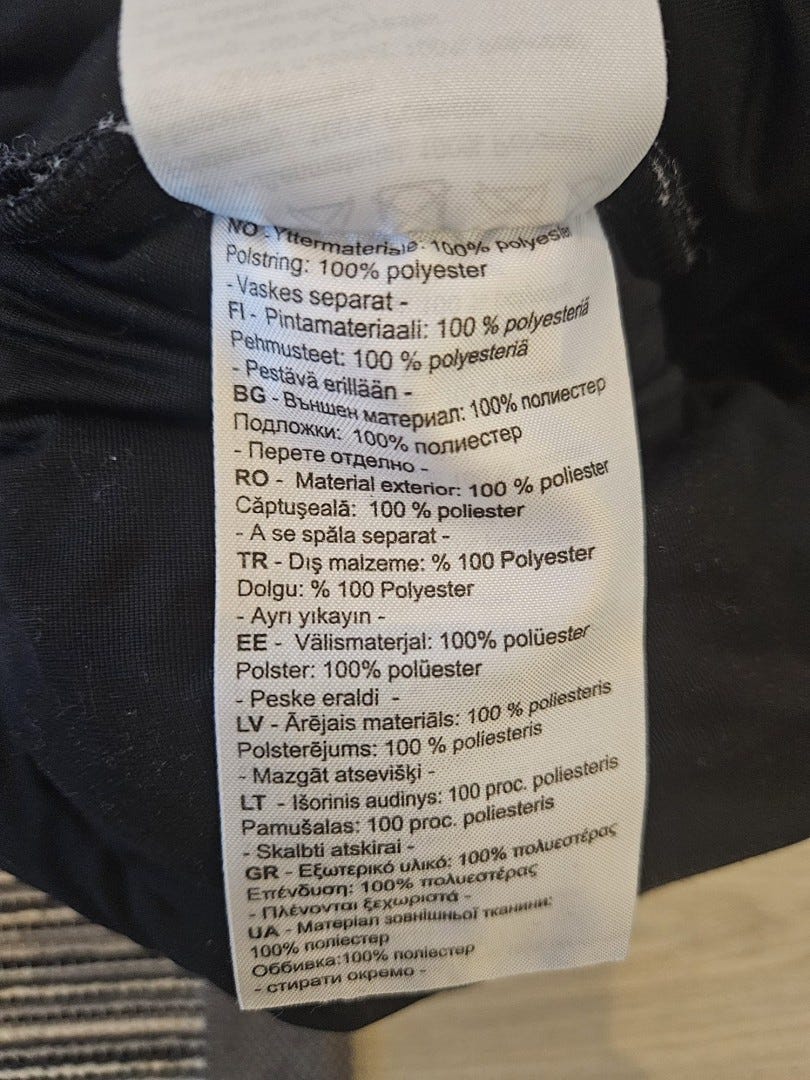 NO - Yttermateriale: 100% polyester
Polstring: 100% polyester
- Vaskes separat -
FI - Pintamateriaali: 100 % polyesteriä
Pehmusteet: 100 % polyesteriä
- Pestävä erillään -
BG - Външен материал: 100% полиестер
Подложки: 100% полиестер
- Перете отделно -
RO - Material exterior: 100 % poliester
Căptuşeală: 100 % poliester
- A se spăla separat -
TR - Dış malzeme: % 100 Polyester
Dolgu: % 100 Polyester
- Ayrı yıkayın -
EE - Välismaterjal: 100% polüester
Polster: 100% polüester
- Peske eraldi -
LV - Ārējais materiāls: 100 % poliesteris
Polsterējums: 100 % poliesteris
- Mazgāt atsevišķi -
LT - Išorinis audinys: 100 proc. poliesteris
Pamušalas: 100 proc. poliesteris
- Skalbti atskirai -
GR - Εξωτερικό υλικό: 100% πολυεστέρας
Επένδυση: 100% πολυεστέρας
- Πλένονται ξεχωριστά -
UA - Матеріал зовнішньої тканини:
100% поліестер
Оббивка:100% поліестер
- стирати окремо -